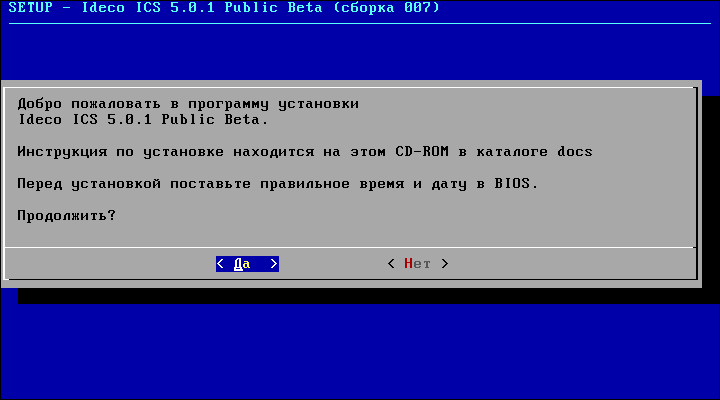 SETUP - Ideco ICS 5.0.1 Public Beta (сборка 007)
Добро пожаловать в программу установки
Ideco ICS 5.0.1 Public Beta.
Инструкция по установке находится на этом CD-ROM в каталоге docs
Перед установкой поставьте правильное время и дату в BIOS.
Продолжить?
< Да > < Нет >